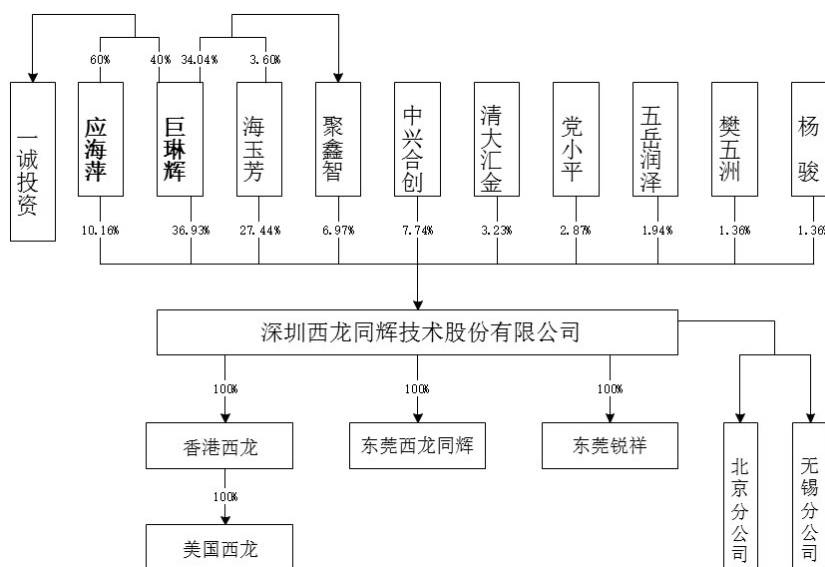 60%
40%
34.04%
3.60%
一诚投资
应海萍
巨琳辉
海玉芳
聚鑫智
中兴合创
清大汇金
党小平
五岳润泽
樊五洲
杨骏
10.16%
36.93%
27.44%
6.97%
7.74%
3.23%
2.87%
1.94%
1.36%
1.36%
深圳西龙同辉技术股份有限公司
100%
100%
100%
香港西龙
东莞西龙同辉
东莞锐祥
北京分公司
无锡分公司
100%
美国西龙